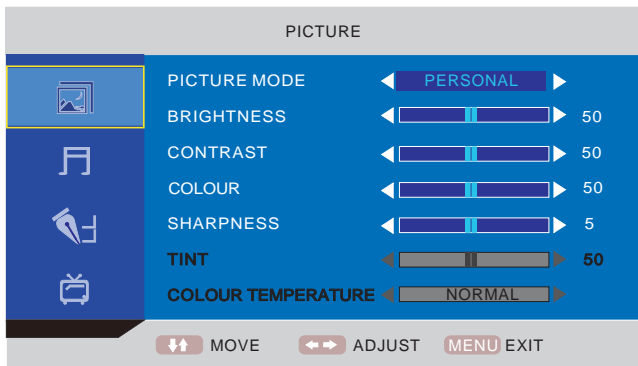 PICTURE
PICTURE MODE PERSONAL
BRIGHTNESS 50
CONTRAST 50
COLOUR 50
SHARPNESS 5
TINT 50
COLOUR TEMPERATURE NORMAL
MOVE ADJUST MENU EXIT